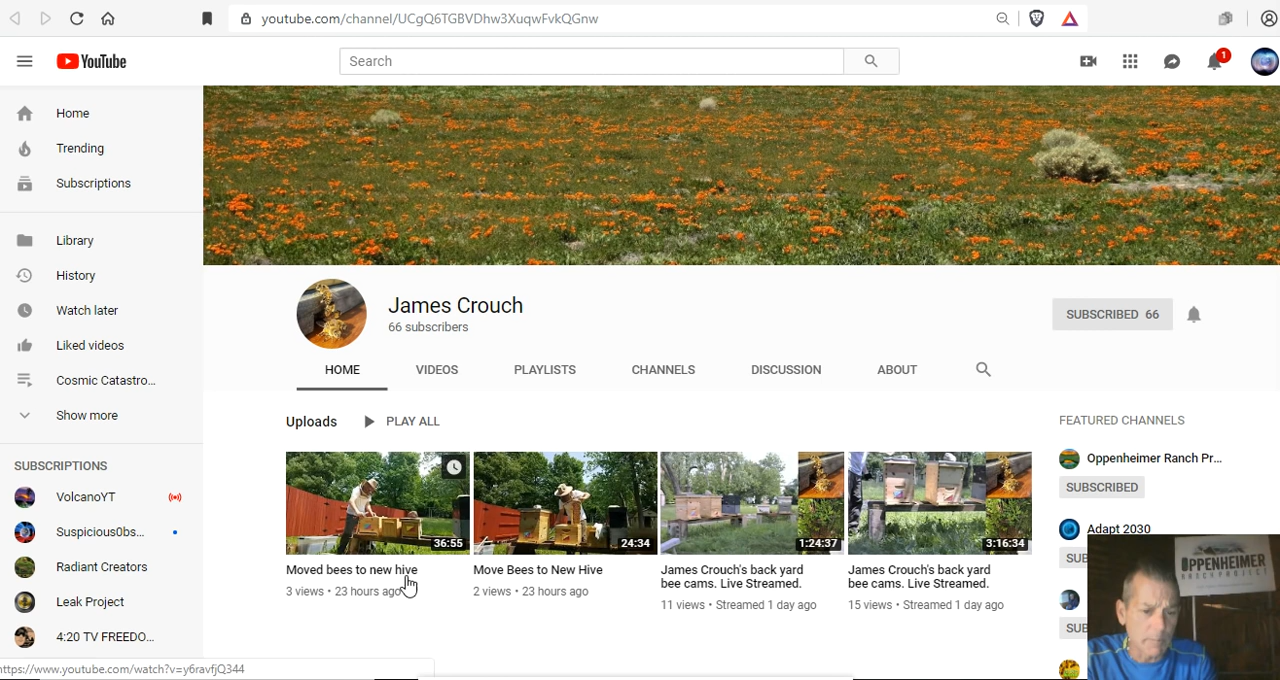 youtube.com/channel/UCgQ6TGBVDhw3XuqwFvkQGnw
YouTube
Search
1
Home
Trending
Subscriptions
Library
History
Watch later
Liked videos
Cosmic Catastro...
Show more
SUBSCRIPTIONS
VolcanoYT
Suspicious0bs...
Radiant Creators
Leak Project
4:20 TV FREEDO...
James Crouch
66 subscribers
SUBSCRIBED 66
HOME
VIDEOS
PLAYLISTS
CHANNELS
DISCUSSION
ABOUT
Uploads
PLAY ALL
36:55
Moved bees to new hive
3 views • 23 hours ago
24:34
Move Bees to New Hive
2 views • 23 hours ago
1:24:37
James Crouch's back yard
bee cams. Live Streamed.
11 views • Streamed 1 day ago
3:16:34
James Crouch's back yard
bee cams. Live Streamed.
15 views • Streamed 1 day ago
FEATURED CHANNELS
Oppenheimer Ranch Pr...
SUBSCRIBED
Adapt 2030
SUB
SUB
OPPENHEIMER
RANCH PROJECT
https://www.youtube.com/watch?v=y6ravfjQ344